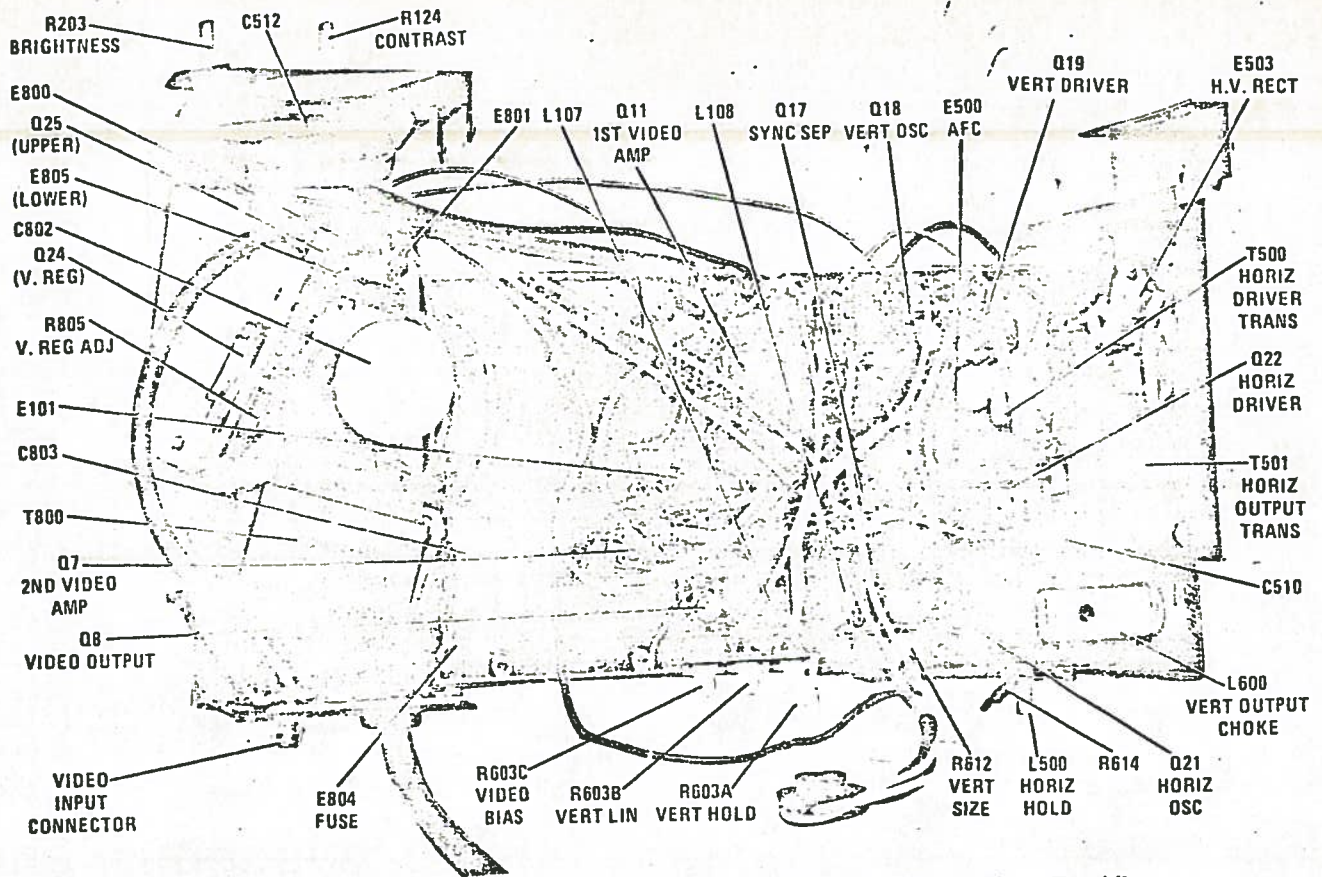 R203
BRIGHTNESS
C512
R124
CONTRAST
E800
Q25
(UPPER)
E805
(LOWER)
C802
Q24
(V. REG)
R805
V. REG ADJ
E101
C803
T800
Q7
2ND VIDEO
AMP
Q8
VIDEO OUTPUT
VIDEO
INPUT
CONNECTOR
E801
L107
Q11
1ST VIDEO
AMP
L108
Q17
SYNC SEP
Q18
VERT OSC
E500
AFC
Q19
VERT DRIVER
E503
H.V. RECT
T500
HORIZ
DRIVER
TRANS
Q22
HORIZ
DRIVER
T501
HORIZ
OUTPUT
TRANS
C510
L600
VERT OUTPUT
CHOKE
E804
FUSE
R603C
VIDEO
BIAS
R603B
VERT LIN
R603A
VERT HOLD
R612
VERT
SIZE
L500
HORIZ
HOLD
R614
Q21
HORIZ
OSC